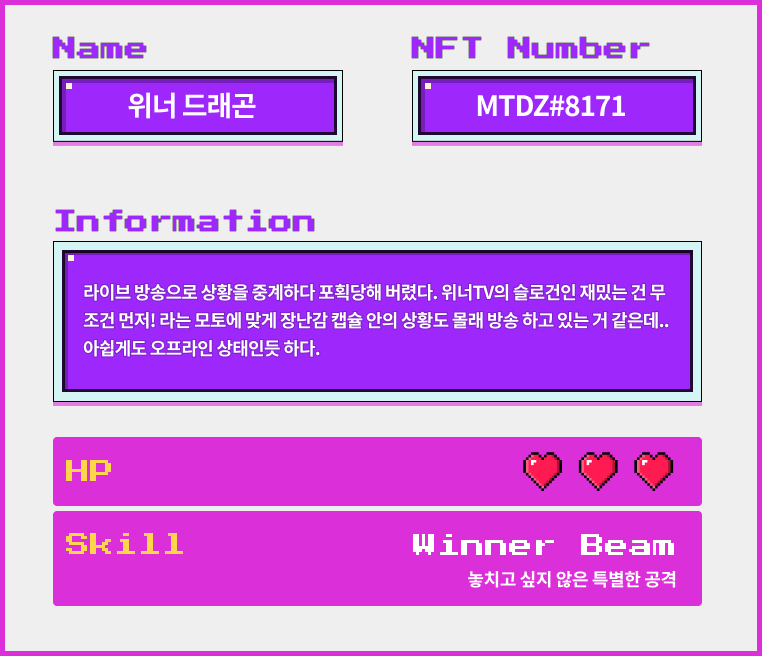 Name
NFT Number
위너 드래곤
MTDZ#8171
Information
라이브 방송으로 상황을 중계하다 포획당해 버렸다. 위너TV의 슬로건인 재밌는 건 무
조건 먼저! 라는 모토에 맞게 장난감 캡슐 안의 상황도 몰래 방송 하고 있는 거 같은데..
아쉽게도 오프라인 상태인듯 하다.
HP
Skill
Winner Beam
놓치고 싶지 않은 특별한 공격